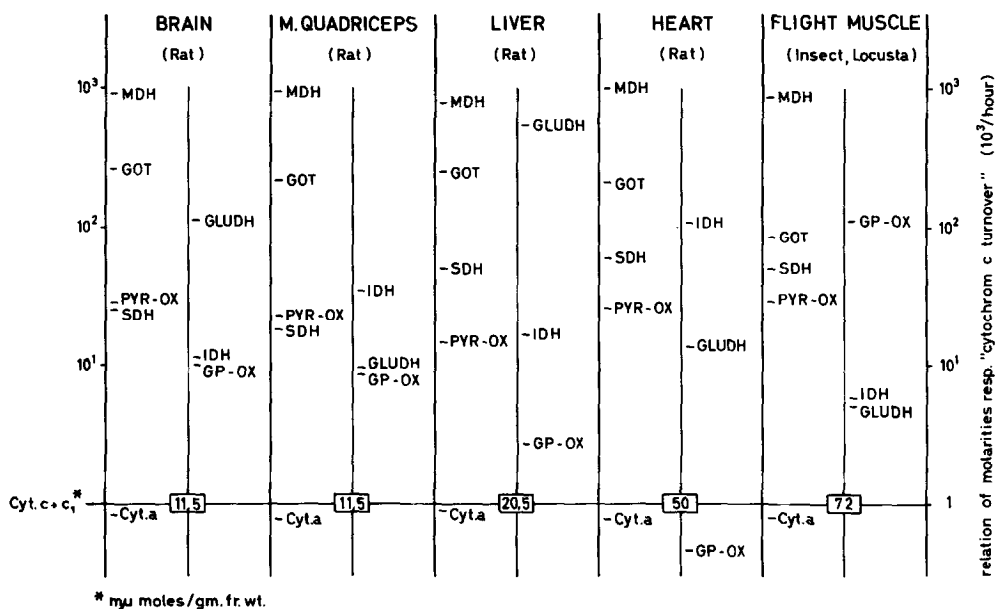 BRAIN
(Rat)
M. QUADRICEPS
(Rat)
LIVER
(Rat)
HEART
(Rat)
FLIGHT MUSCLE
(Insect, Locusta)
10³
10²
10¹
Cyt. c+c₁*
MDH
GOT
PYR-OX
SDH
Cyt.a
GLUDH
IDH
GP-OX
11,5
MDH
GOT
PYR-OX
SDH
Cyt.a
IDH
GLUDH
GP-OX
11,5
MDH
GOT
SDH
PYR-OX
Cyt.a
GLUDH
IDH
GP-OX
20,5
MDH
GOT
SDH
PYR-OX
Cyt.a
IDH
GLUDH
50
GP-OX
MDH
GOT
SDH
PYR-OX
Cyt.a
GP-OX
IDH
GLUDH
72
10³
10²
10¹
1
relation of molarities resp. "cytochrom c turnover" (10³/hour)
* mμ moles/gm. fr. wt.